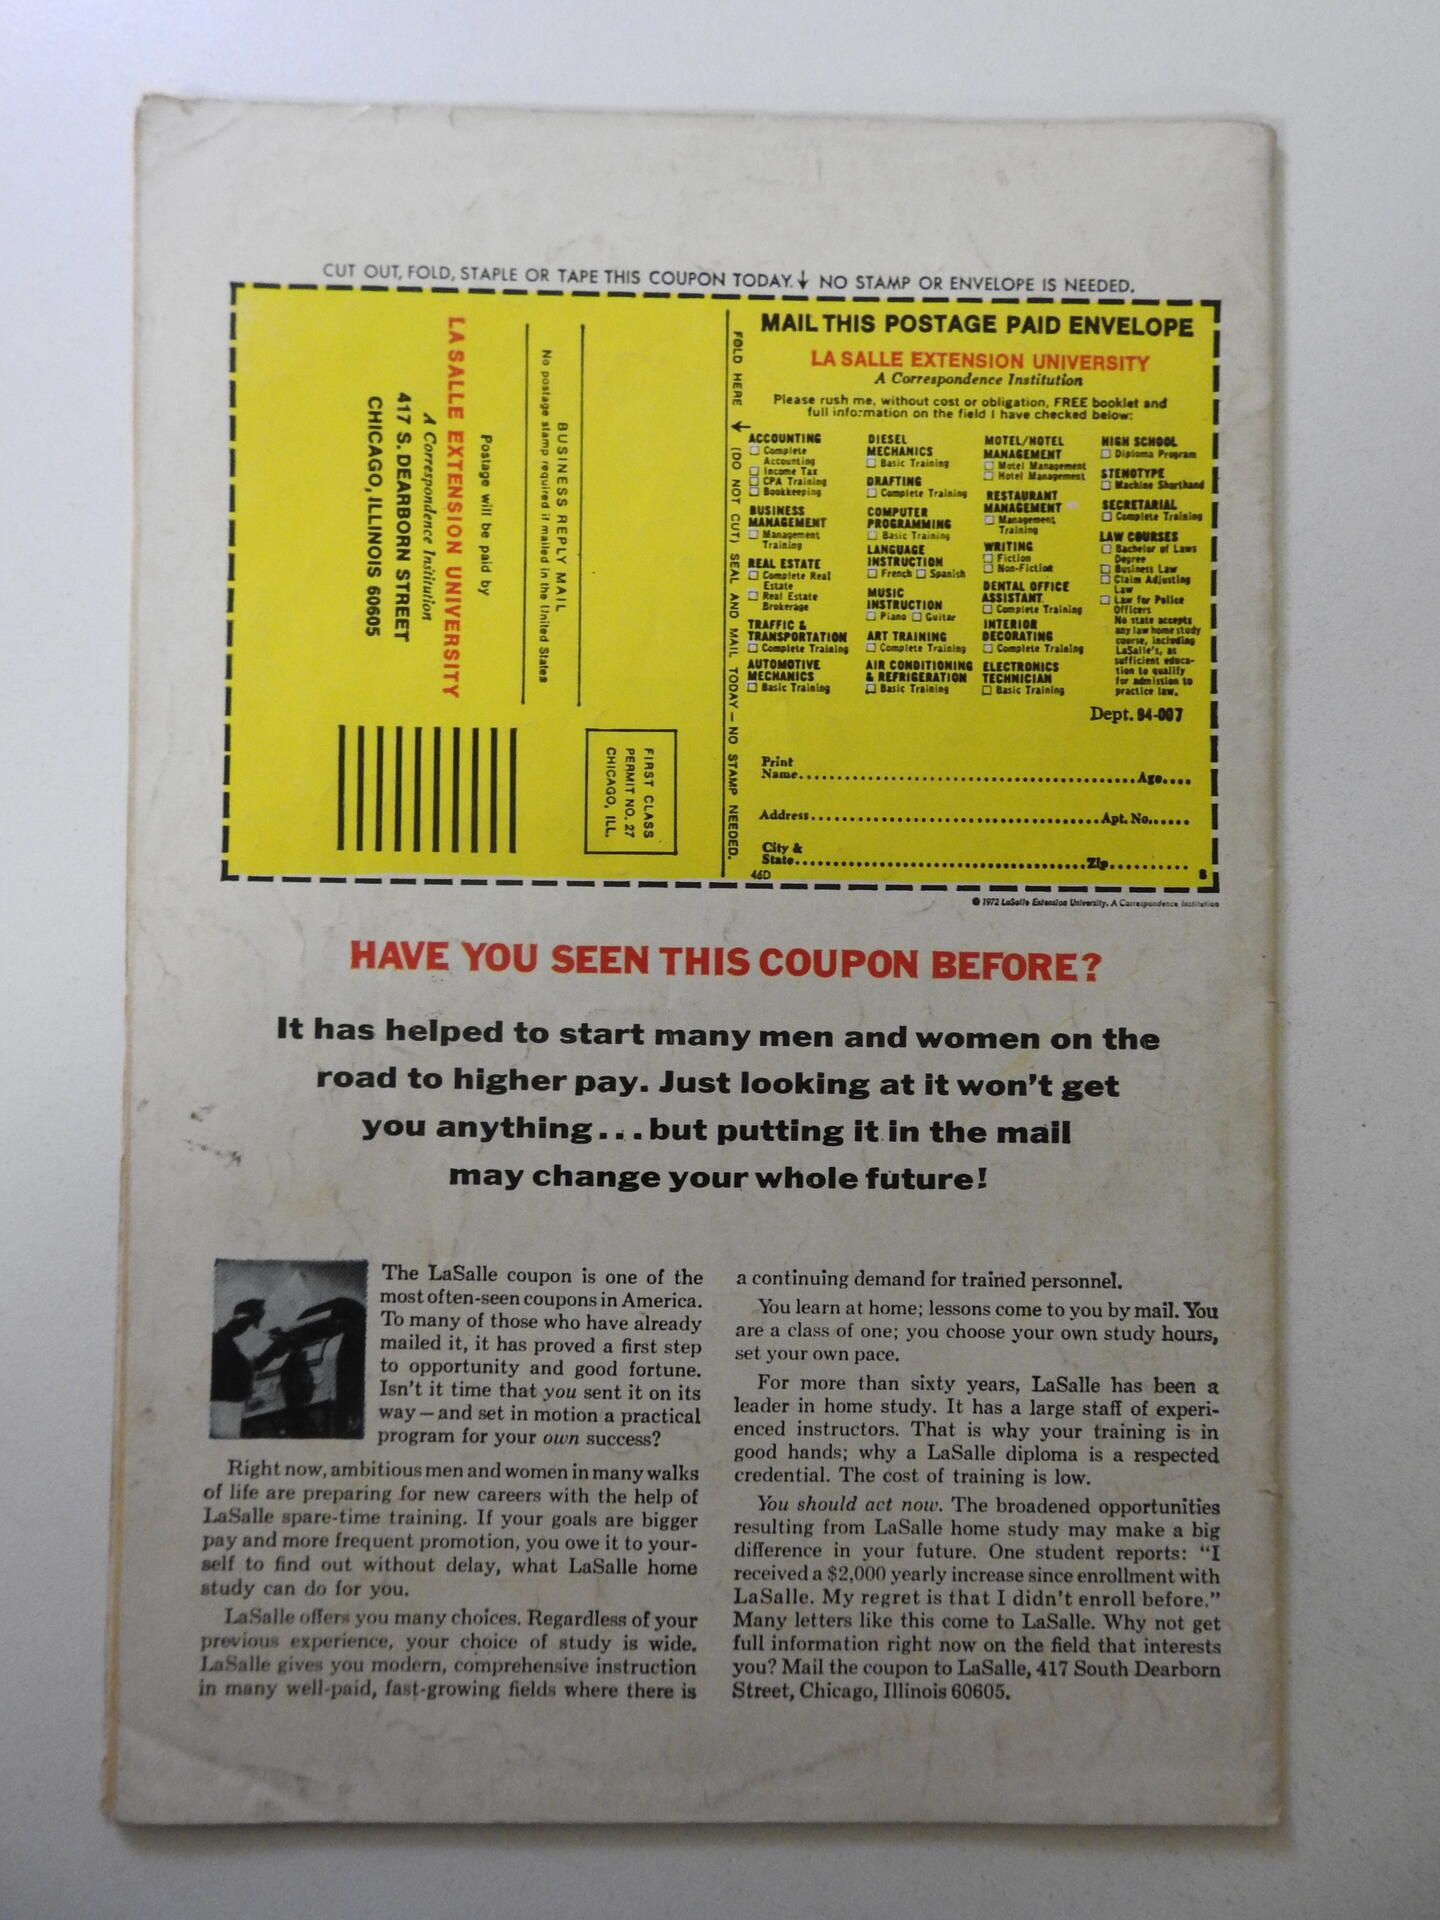 CUT OUT, FOLD, STAPLE OR TAPE THIS COUPON TODAY.↓ NO STAMP OR ENVELOPE IS NEEDED.
BUSINESS REPLY MAIL
No postage stamp required if mailed in the United States
Postage will be paid by
LA SALLE EXTENSION UNIVERSITY
A Correspondence Institution
417 S. DEARBORN STREET
CHICAGO, ILLINOIS 60605
FIRST CLASS
PERMIT NO. 27
CHICAGO, ILL.
FOLD HERE ← (DO NOT CUT) SEAL AND MAIL TODAY — NO STAMP NEEDED.
MAIL THIS POSTAGE PAID ENVELOPE
LA SALLE EXTENSION UNIVERSITY
A Correspondence Institution
Please rush me, without cost or obligation, FREE booklet and
full information on the field I have checked below:
ACCOUNTING
Complete
Accounting
Income Tax
CPA Training
Bookkeeping
BUSINESS
MANAGEMENT
Management
Training
REAL ESTATE
Complete Real
Estate
Real Estate
Brokerage
TRAFFIC &
TRANSPORTATION
Complete Training
AUTOMOTIVE
MECHANICS
Basic Training
DIESEL
MECHANICS
Basic Training
DRAFTING
Complete Training
COMPUTER
PROGRAMMING
Basic Training
LANGUAGE
INSTRUCTION
French Spanish
MUSIC
INSTRUCTION
Piano Guitar
ART TRAINING
Complete Training
AIR CONDITIONING
& REFRIGERATION
Basic Training
MOTEL/HOTEL
MANAGEMENT
Motel Management
Hotel Management
RESTAURANT
MANAGEMENT
Management
Training
WRITING
Fiction
Non-Fiction
DENTAL OFFICE
ASSISTANT
Complete Training
INTERIOR
DECORATING
Complete Training
ELECTRONICS
TECHNICIAN
Basic Training
HIGH SCHOOL
Diploma Program
STENOTYPE
Machine Shorthand
SECRETARIAL
Complete Training
LAW COURSES
Bachelor of Laws
Degree
Business Law
Claim Adjusting
Law
Law for Police
Officers
No state accepts
any law home study
course, including
LaSalle's, as
sufficient educa-
tion to qualify
for admission to
practice law.
Dept. 94-007
Print
Name Age
Address Apt. No.
City &
State Zip
46D
© 1972 LaSalle Extension University. A Correspondence Institution
HAVE YOU SEEN THIS COUPON BEFORE?
It has helped to start many men and women on the
road to higher pay. Just looking at it won't get
you anything...but putting it in the mail
may change your whole future!
The LaSalle coupon is one of the
most often-seen coupons in America.
To many of those who have already
mailed it, it has proved a first step
to opportunity and good fortune.
Isn't it time that you sent it on its
way—and set in motion a practical
program for your own success?
Right now, ambitious men and women in many walks
of life are preparing for new careers with the help of
LaSalle spare-time training. If your goals are bigger
pay and more frequent promotion, you owe it to your-
self to find out without delay, what LaSalle home
study can do for you.
LaSalle offers you many choices. Regardless of your
previous experience, your choice of study is wide.
LaSalle gives you modern, comprehensive instruction
in many well-paid, fast-growing fields where there is
a continuing demand for trained personnel.
You learn at home; lessons come to you by mail. You
are a class of one; you choose your own study hours,
set your own pace.
For more than sixty years, LaSalle has been a
leader in home study. It has a large staff of experi-
enced instructors. That is why your training is in
good hands; why a LaSalle diploma is a respected
credential. The cost of training is low.
You should act now. The broadened opportunities
resulting from LaSalle home study may make a big
difference in your future. One student reports: "I
received a $2,000 yearly increase since enrollment with
LaSalle. My regret is that I didn't enroll before."
Many letters like this come to LaSalle. Why not get
full information right now on the field that interests
you? Mail the coupon to LaSalle, 417 South Dearborn
Street, Chicago, Illinois 60605.